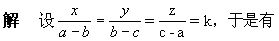 解 设 x/(a-b) = y/(b-c) = z/(c-a) = k，于是有